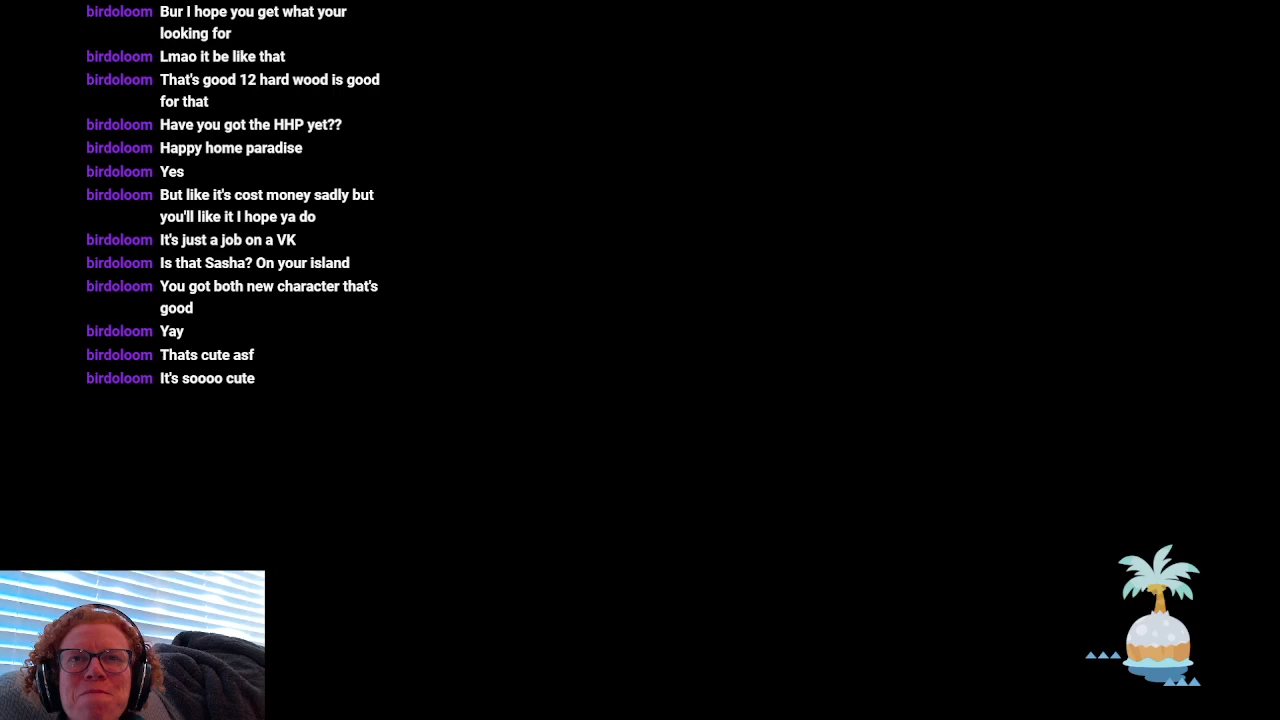 birdoloom Bur I hope you get what your
looking for
birdoloom Lmao it be like that
birdoloom That's good 12 hard wood is good
for that
birdoloom Have you got the HHP yet??
birdoloom Happy home paradise
birdoloom Yes
birdoloom But like it's cost money sadly but
you'll like it I hope ya do
birdoloom It's just a job on a VK
birdoloom Is that Sasha? On your island
birdoloom You got both new character that's
good
birdoloom Yay
birdoloom Thats cute asf
birdoloom It's soooo cute